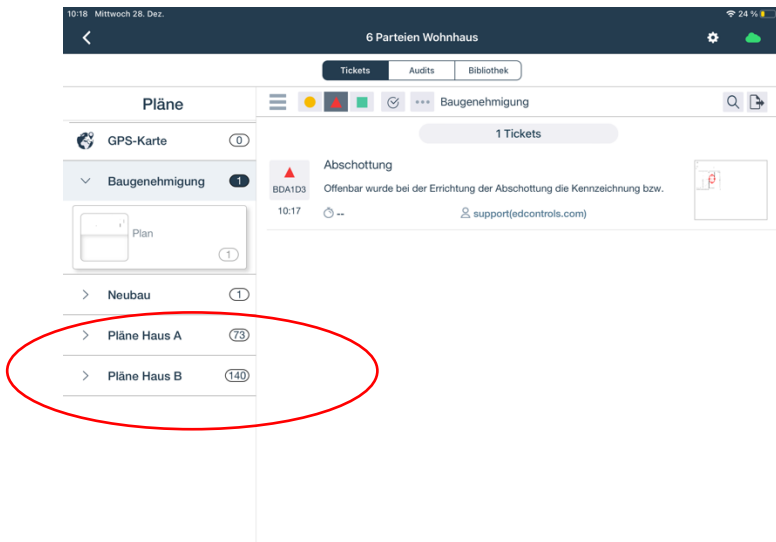 10:18 Mittwoch 28. Dez.
24 %
6 Parteien Wohnhaus
Tickets Audits Bibliothek
Pläne
Baugenehmigung
GPS-Karte 0
1 Tickets
Baugenehmigung 1
Abschottung
BDA1D3
Offenbar wurde bei der Errichtung der Abschottung die Kennzeichnung bzw.
10:17
--
support(edcontrols.com)
Plan
1
Neubau 1
Pläne Haus A 73
Pläne Haus B 140